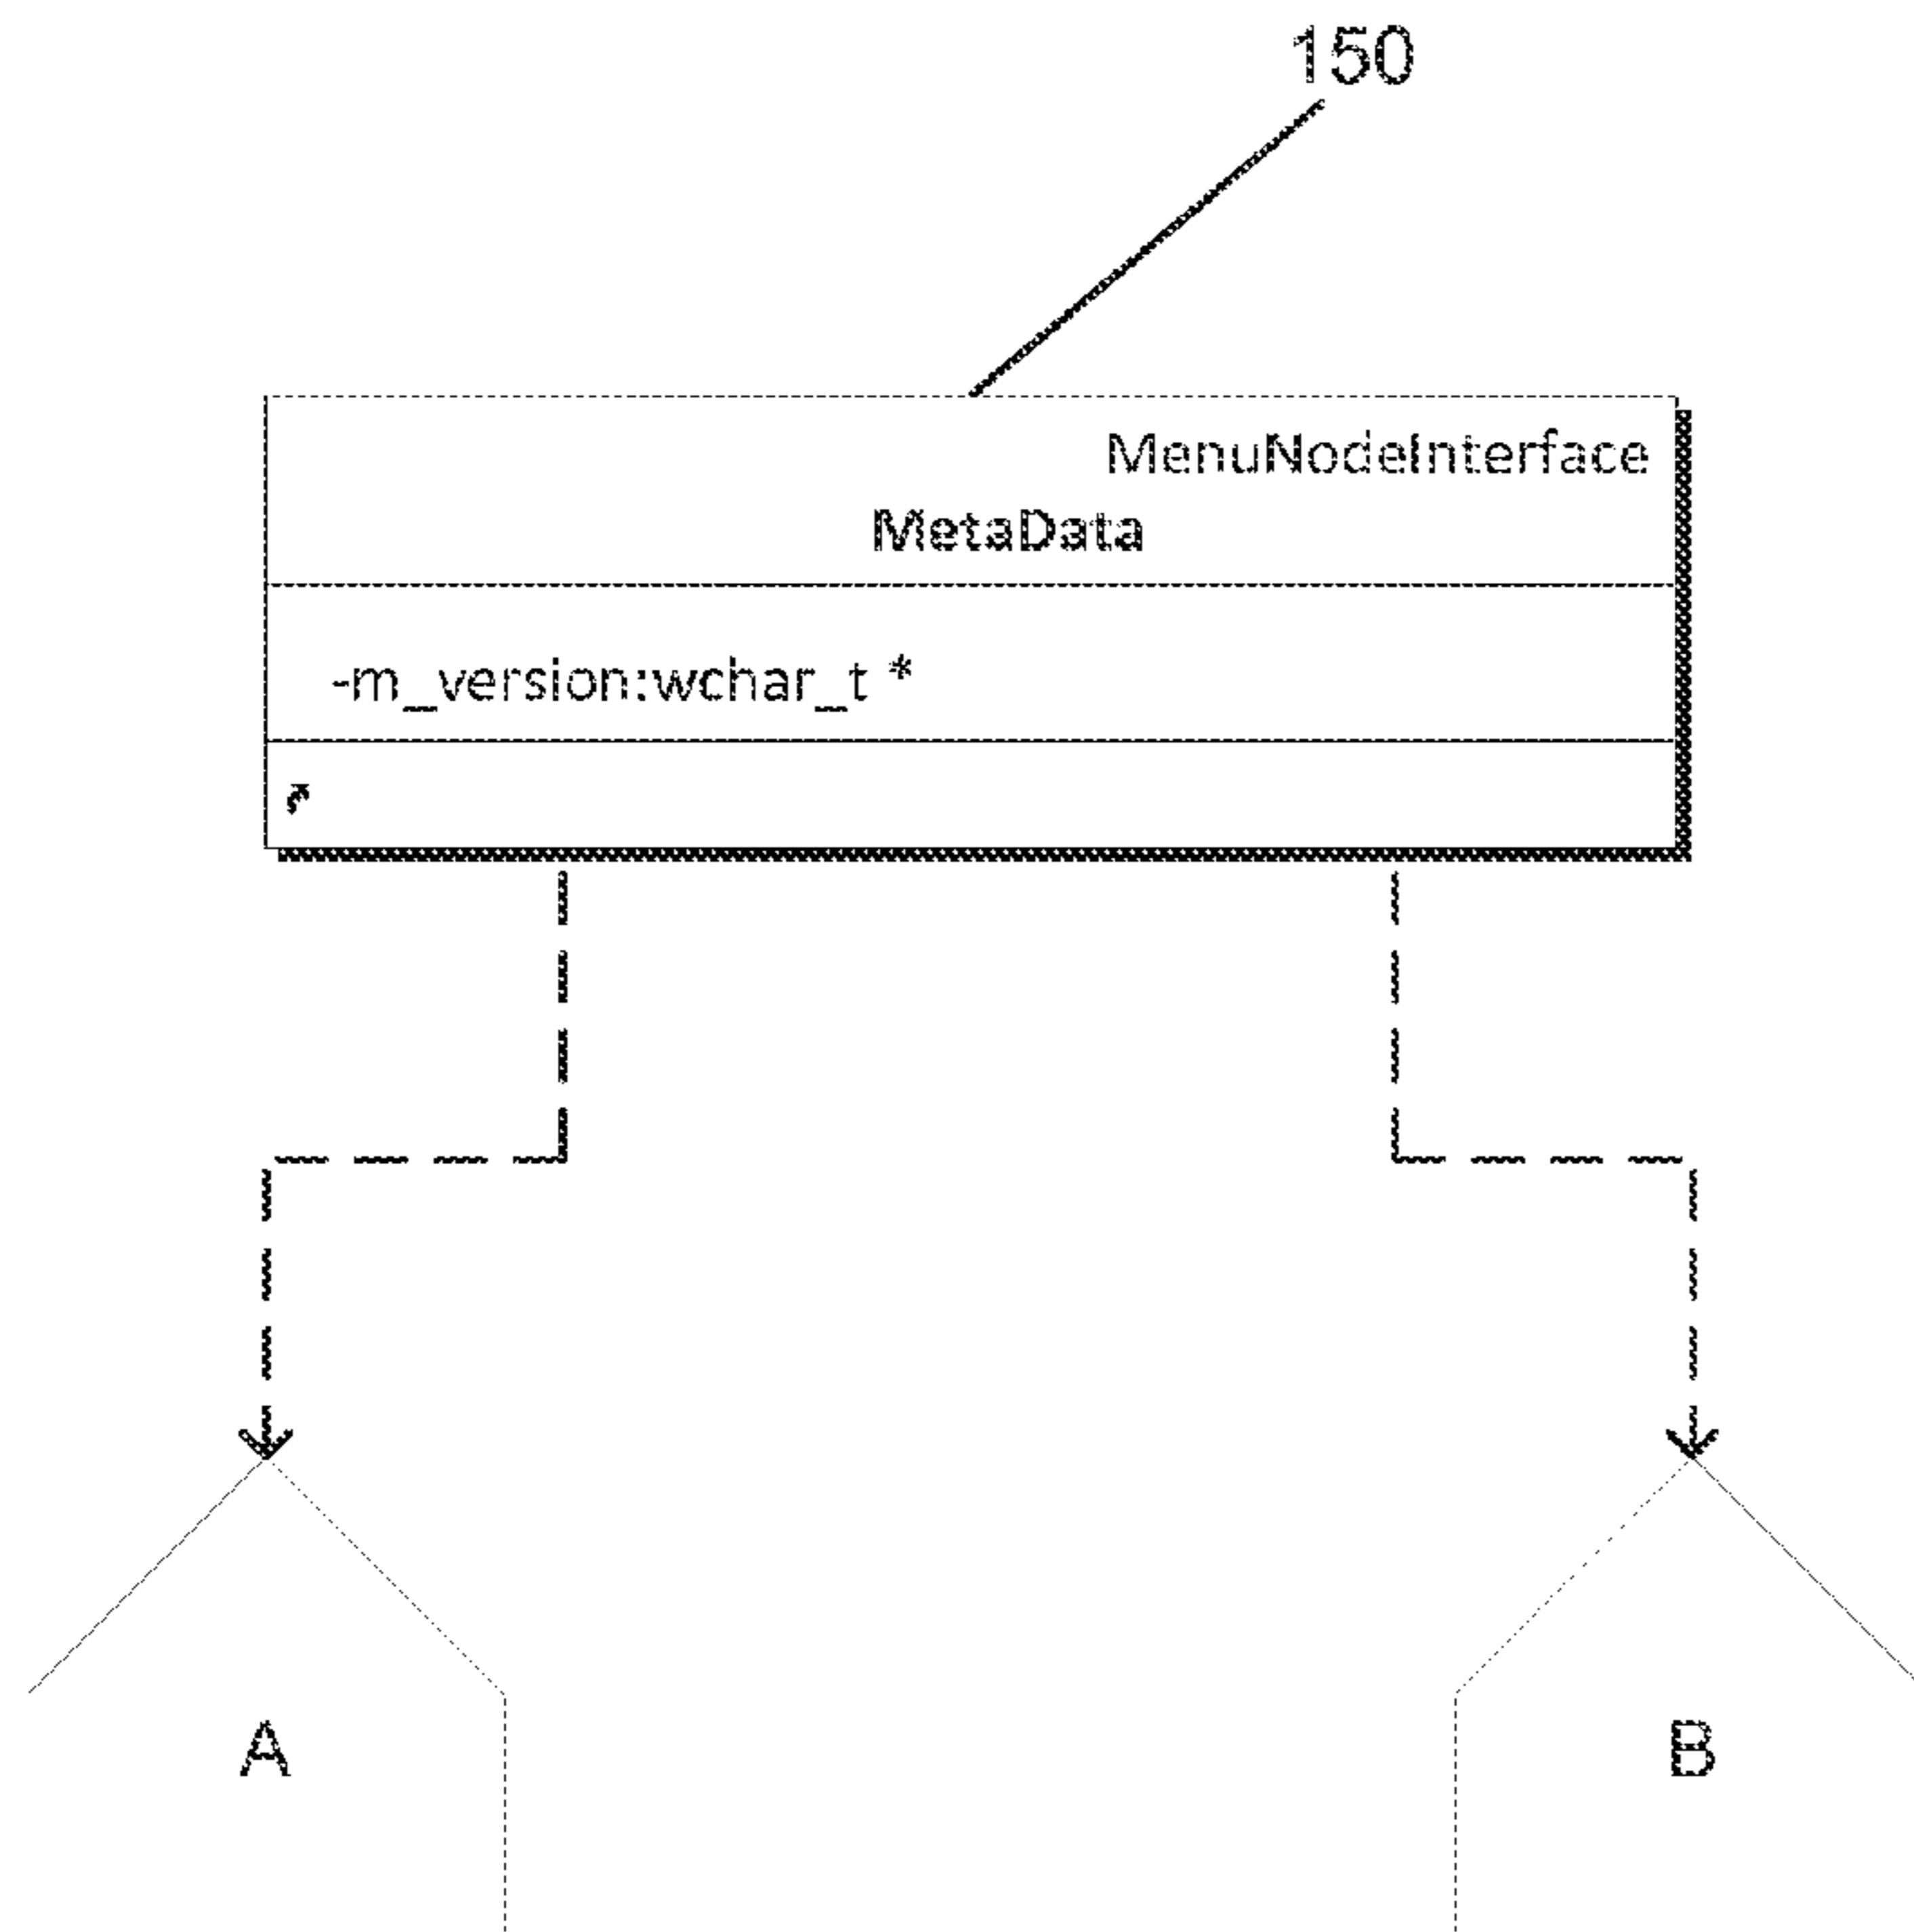 150
MenuNodeInterface
MetaData
-m_version:wchar_t *
A
B